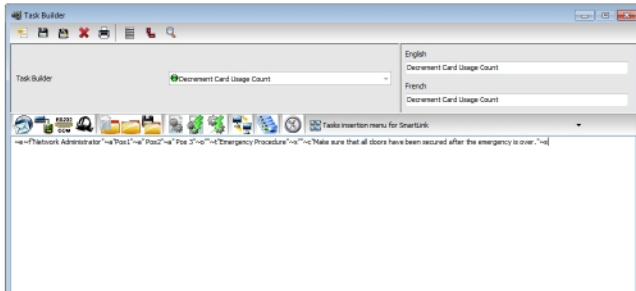 Task Builder
English
Decrement Card Usage Count
Task Builder
Decrement Card Usage Count
French
Decrement Card Usage Count
RS232
COM
Tasks insertion menu for SmartLink
~e~f"Network Administrator"~a"Pos1"~a" Pos2"~a" Pos 3"~o""~t"Emergency Procedure"~x""~c"Make sure that all doors have been secured after the emergency is over."~s